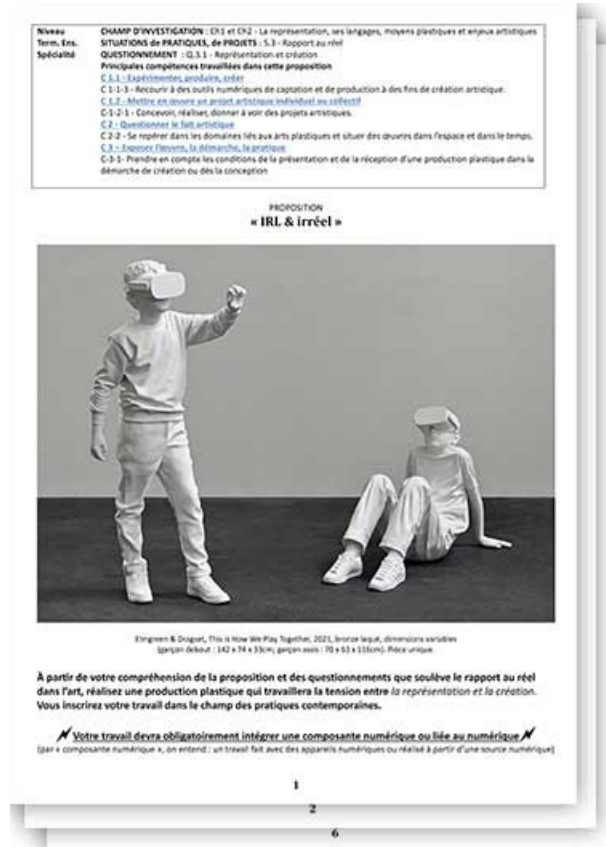 Niveau CHAMP D'INVESTIGATION : Ch1 et Ch2 - La représentation, ses langages, moyens plastiques et enjeux artistiques
Term. Ens. SITUATIONS de PRATIQUES, de PROJETS : S.3 - Rapport au réel
Spécialité QUESTIONNEMENT : Q.3.1 - Représentation et création
Principales compétences travaillées dans cette proposition
C 1.1 - Expérimenter, produire, créer
C 1-1-3 - Recourir à des outils numériques de captation et de production à des fins de création artistique.
C 1.2 - Mettre en œuvre un projet artistique individuel ou collectif
C-1-2-1 - Concevoir, réaliser, donner à voir des projets artistiques.
C 2 - Questionner le fait artistique
C 2-2 - Se repérer dans les domaines liés aux arts plastiques et situer des œuvres dans l'espace et dans le temps.
C 3 – Exposer l'œuvre, la démarche, la pratique
C-3-1- Prendre en compte les conditions de la présentation et de la réception d'une production plastique dans la
démarche de création ou dès la conception
PROPOSITION
« IRL & irréel »
Elmgreen & Dragset, This is How We Play Together, 2021, bronze laqué, dimensions variables
(garçon debout : 142 x 74 x 33cm; garçon assis : 70 x 63 x 116cm). Pièce unique.
À partir de votre compréhension de la proposition et des questionnements que soulève le rapport au réel
dans l'art, réalisez une production plastique qui travaillera la tension entre la représentation et la création.
Vous inscrirez votre travail dans le champ des pratiques contemporaines.
Votre travail devra obligatoirement intégrer une composante numérique ou liée au numérique
(par « composante numérique », on entend : un travail fait avec des appareils numériques ou réalisé à partir d'une source numérique)
1
2
6